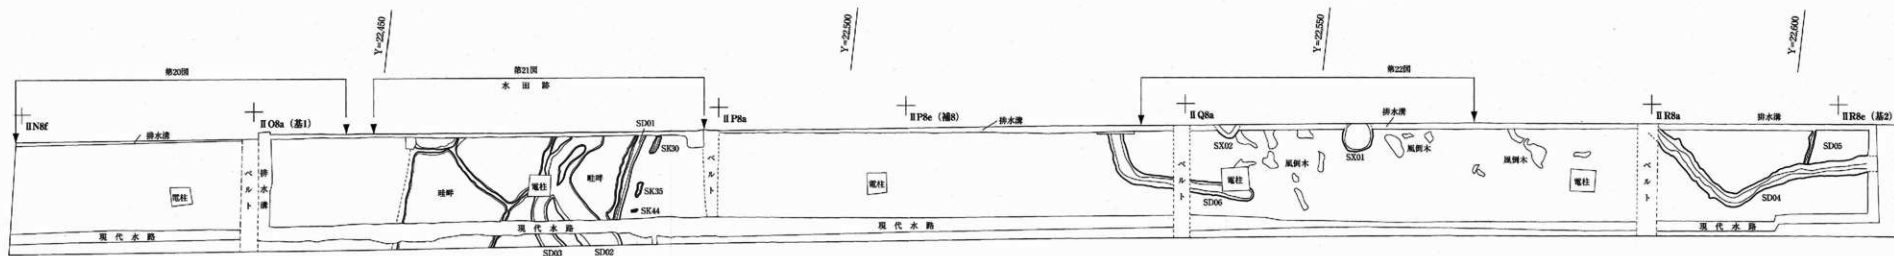 Y=22,450
Y=22,500
Y=22,550
Y=22,600
第20図
第21図
水田跡
第22図
ⅡN8f
排水溝
ⅡO8a（基1）
SD01
SK30
ⅡP8a
ⅡP8e（補8）
排水溝
ⅡQ8a
排水溝
ⅡR8a
排水溝
ⅡR8e（基2）
SX02
SX01
風倒木
風倒木
風倒木
SD05
電柱
ベルト
排水溝
畦畔
電柱
畦畔
SK35
SK44
ベルト
電柱
ベルト
電柱
SD06
電柱
ベルト
SD04
現代水路
現代水路
現代水路
現代水路
SD03
SD02